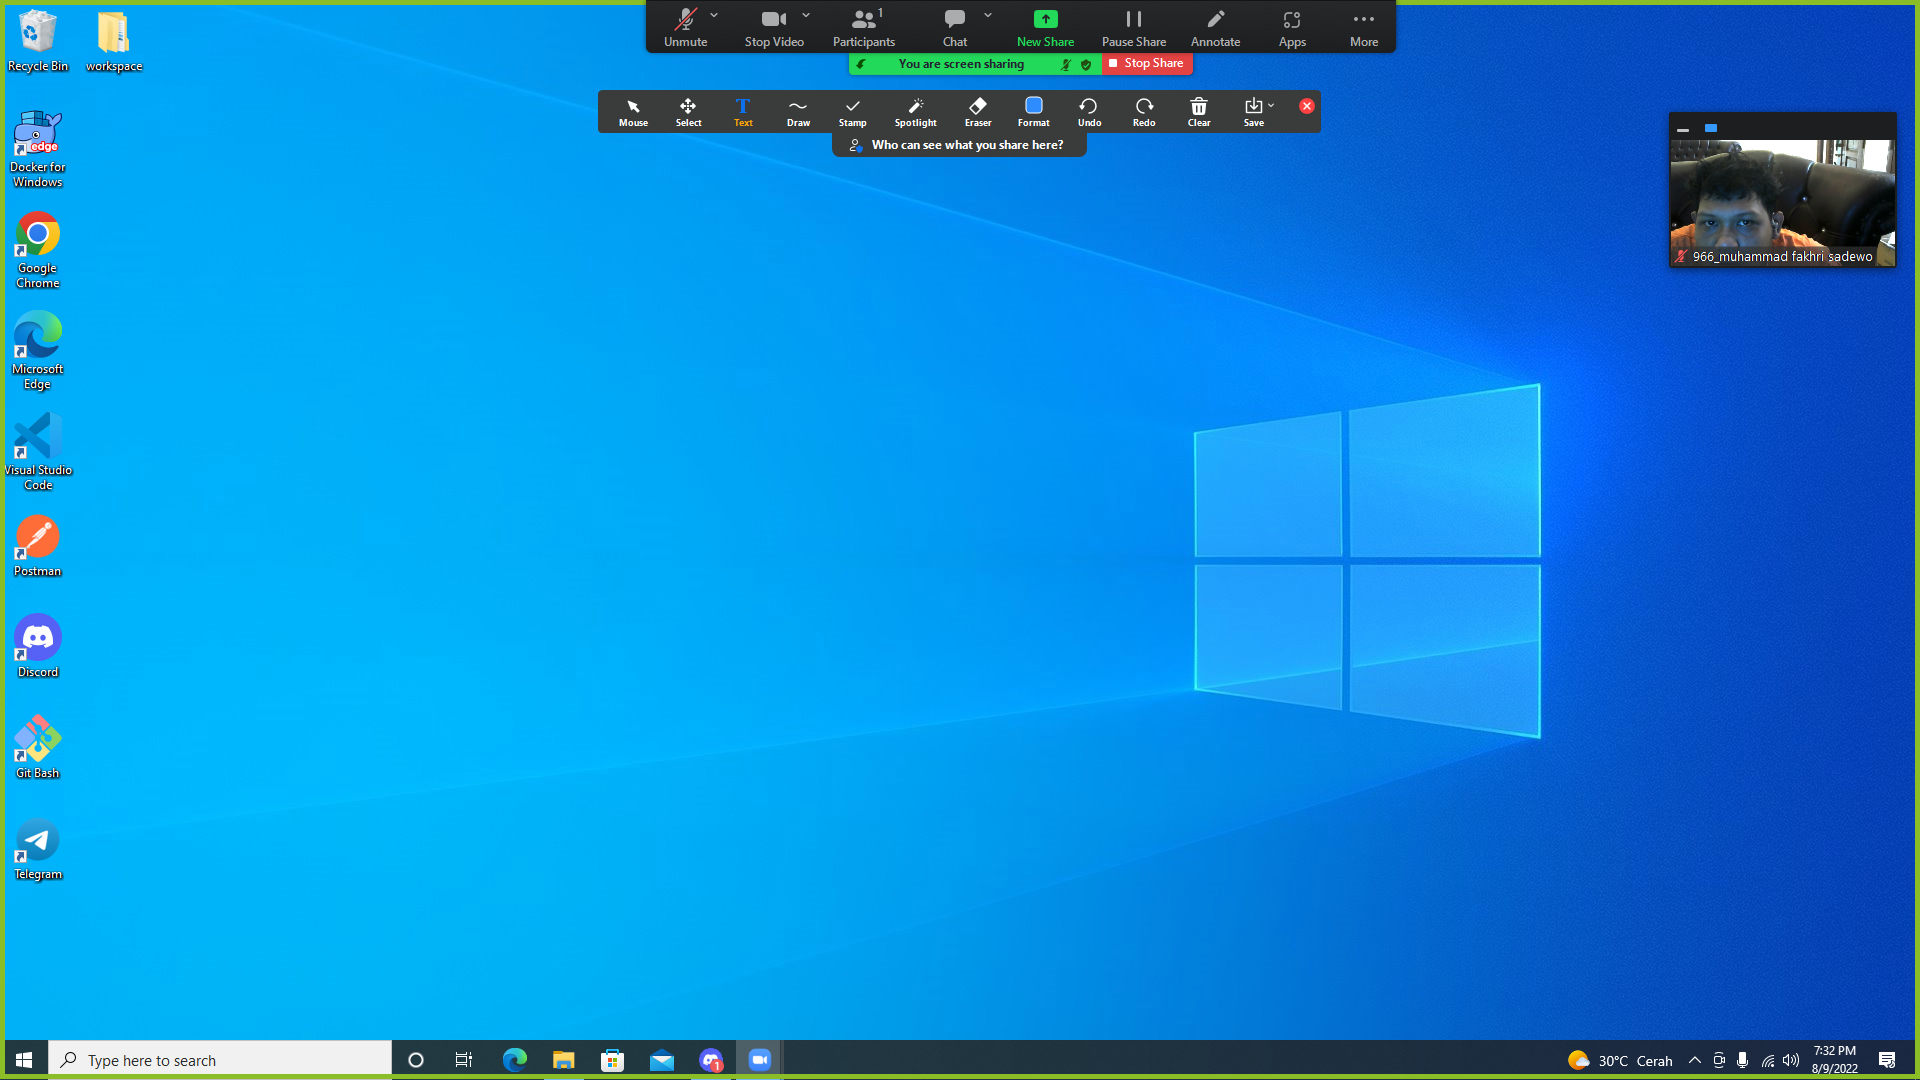 Unmute
Stop Video
Participants
1
Chat
New Share
Pause Share
Annotate
Apps
More
You are screen sharing
Stop Share
Mouse
Select
Text
Draw
Stamp
Spotlight
Eraser
Format
Undo
Redo
Clear
Save
Who can see what you share here?
966_muhammad fakhri sadewo
Recycle Bin
workspace
edge
Docker for
Windows
Google
Chrome
Microsoft
Edge
Visual Studio
Code
Postman
Discord
Git Bash
Telegram
Type here to search
1
30°C Cerah
7:32 PM
8/9/2022